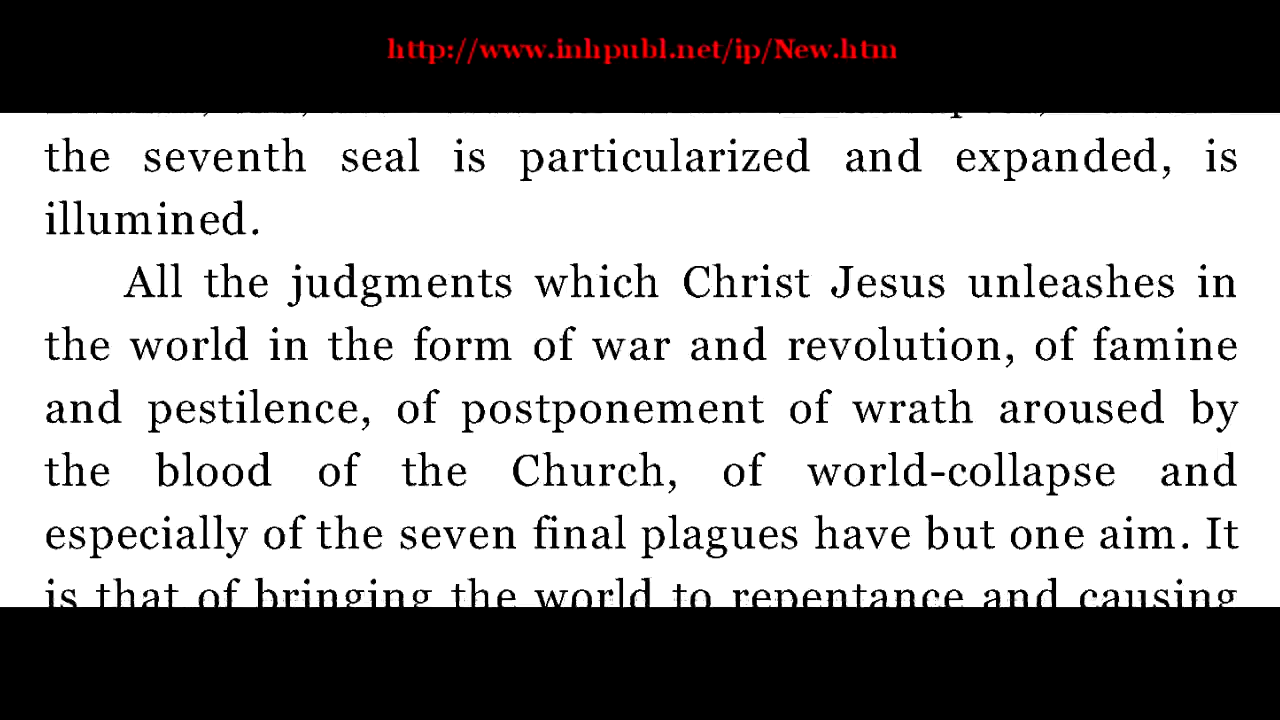 http://www.inhpubl.net/ip/New.htm
the seventh seal is particularized and expanded, is
illumined.
All the judgments which Christ Jesus unleashes in
the world in the form of war and revolution, of famine
and pestilence, of postponement of wrath aroused by
the blood of the Church, of world-collapse and
especially of the seven final plagues have but one aim. It
is that of bringing the world to repentance and causing